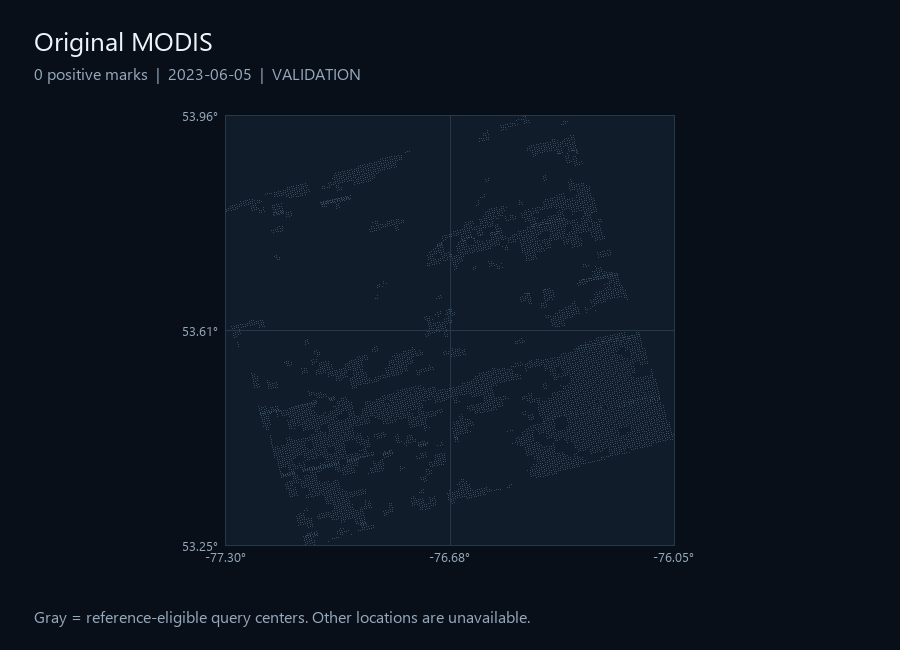 Original MODIS
0 positive marks | 2023-06-05 | VALIDATION
53.96°
53.61°
53.25°
-77.30° -76.68° -76.05°
Gray = reference-eligible query centers. Other locations are unavailable.